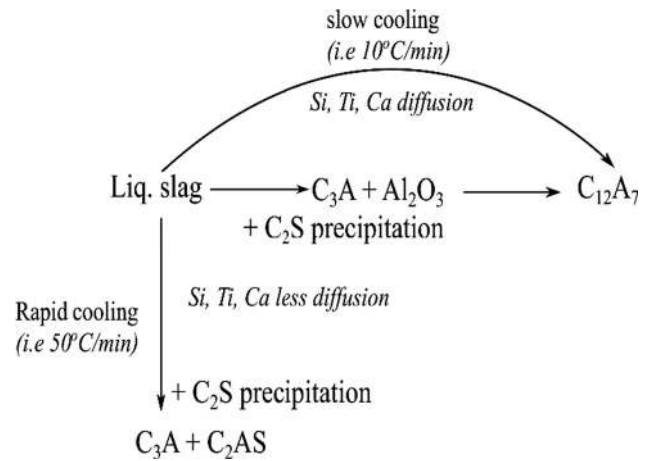 slow cooling
(i.e 10°C/min)
Si, Ti, Ca diffusion
Liq. slag
C₃A + Al₂O₃
C₁₂A₇
+ C₂S precipitation
Rapid cooling
(i.e 50°C/min)
Si, Ti, Ca less diffusion
+ C₂S precipitation
C₃A + C₂AS